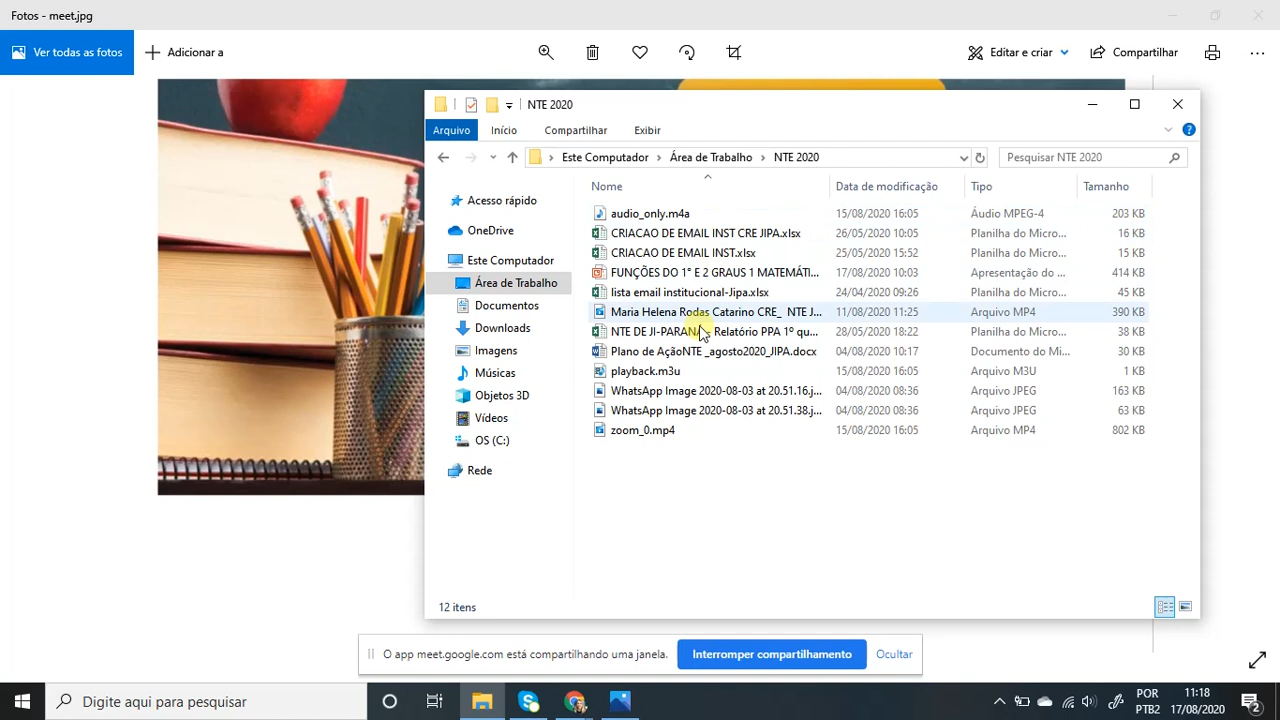 Fotos - meet.jpg
Ver todas as fotos
Adicionar a
Editar e criar
Compartilhar
NTE 2020
Arquivo Início Compartilhar Exibir
Este Computador > Área de Trabalho > NTE 2020
Pesquisar NTE 2020
Nome Data de modificação Tipo Tamanho
Acesso rápido
OneDrive
Este Computador
Área de Trabalho
Documentos
Downloads
Imagens
Músicas
Objetos 3D
Vídeos
OS (C:)
Rede
audio_only.m4a 15/08/2020 16:05 Áudio MPEG-4 203 KB
CRIACAO DE EMAIL INST CRE JIPA.xlsx 26/05/2020 10:05 Planilha do Micro... 16 KB
CRIACAO DE EMAIL INST.xlsx 25/05/2020 15:52 Planilha do Micro... 15 KB
FUNÇÕES DO 1° E 2 GRAUS 1 MATEMÁTI... 17/08/2020 10:03 Apresentação do ... 414 KB
lista email institucional-Jipa.xlsx 24/04/2020 09:26 Planilha do Micro... 45 KB
Maria Helena Rodas Catarino CRE_ NTE J... 11/08/2020 11:25 Arquivo MP4 390 KB
NTE DE JI-PARANÁ Relatório PPA 1º qu... 28/05/2020 18:22 Planilha do Micro... 38 KB
Plano de AçãoNTE _agosto2020_JIPA.docx 04/08/2020 10:17 Documento do Mi... 30 KB
playback.m3u 15/08/2020 16:05 Arquivo M3U 1 KB
WhatsApp Image 2020-08-03 at 20.51.16.j... 04/08/2020 08:36 Arquivo JPEG 163 KB
WhatsApp Image 2020-08-03 at 20.51.38.j... 04/08/2020 08:36 Arquivo JPEG 63 KB
zoom_0.mp4 15/08/2020 16:05 Arquivo MP4 802 KB
12 itens
O app meet.google.com está compartilhando uma janela. Interromper compartilhamento Ocultar
Digite aqui para pesquisar
POR
PTB2
11:18
17/08/2020
2